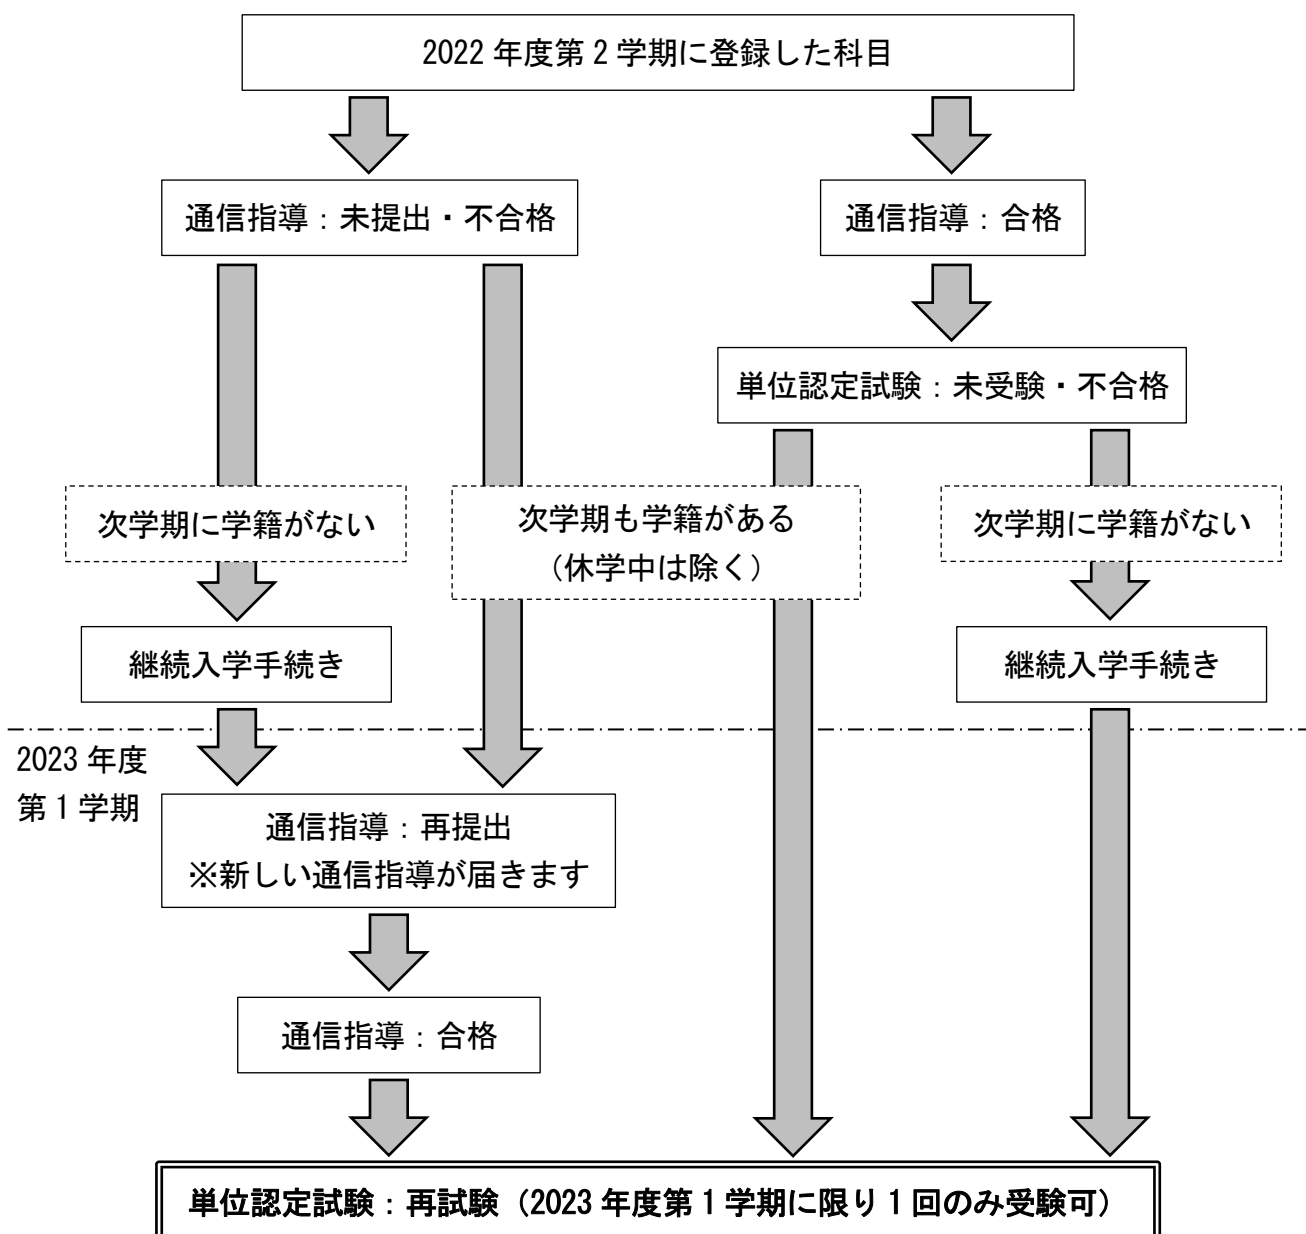 2022 年度第 2 学期に登録した科目
通信指導：未提出・不合格
通信指導：合格
単位認定試験：未受験・不合格
次学期に学籍がない
次学期も学籍がある
（休学中は除く）
次学期に学籍がない
継続入学手続き
継続入学手続き
2023 年度
第 1 学期
通信指導：再提出
※新しい通信指導が届きます
通信指導：合格
単位認定試験：再試験（2023 年度第 1 学期に限り 1 回のみ受験可）